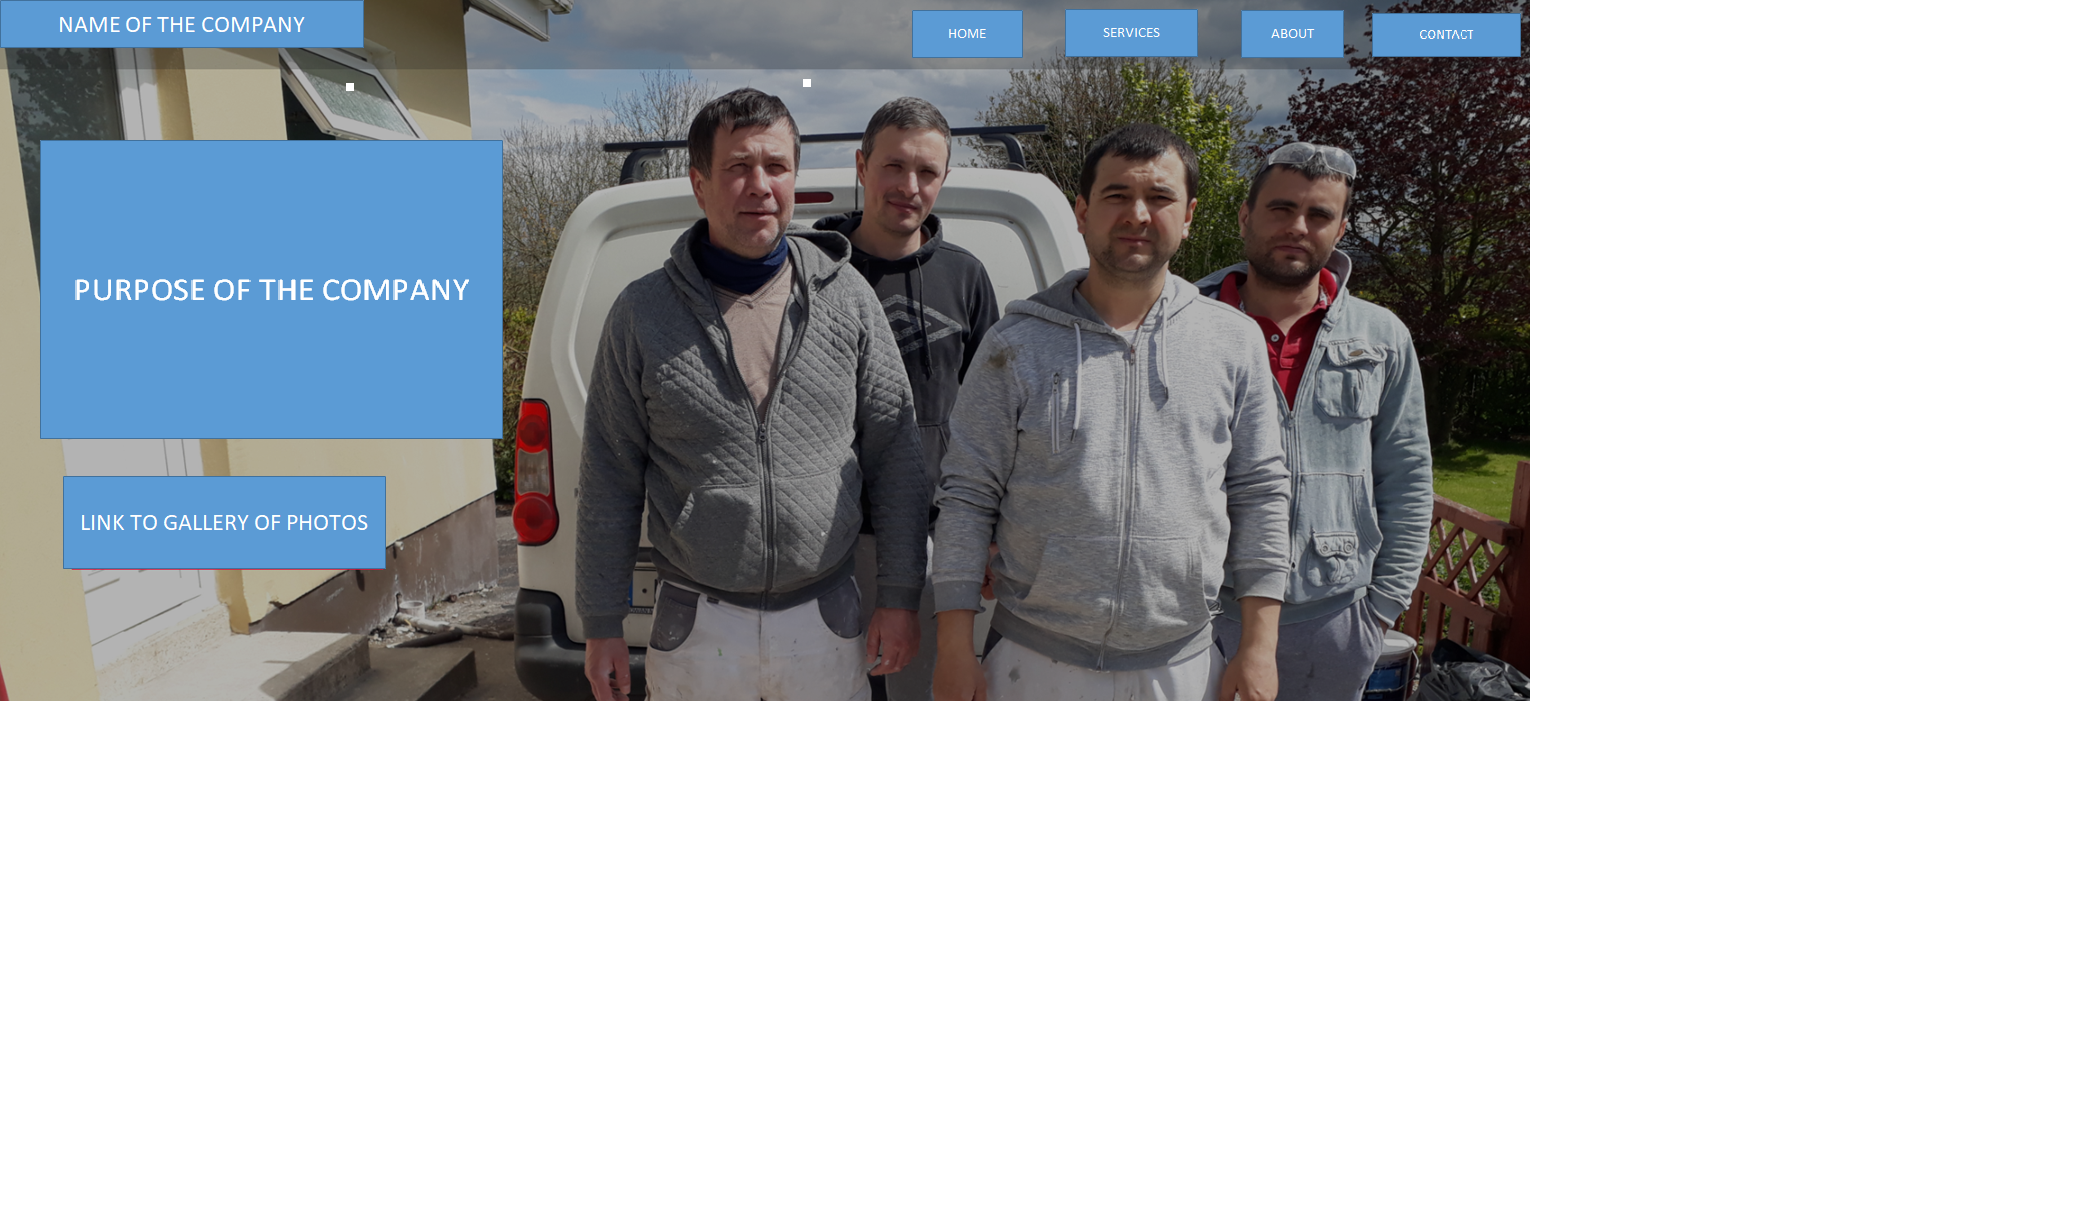 NAME OF THE COMPANY
HOME
SERVICES
ABOUT
CONTACT
PURPOSE OF THE COMPANY
LINK TO GALLERY OF PHOTOS